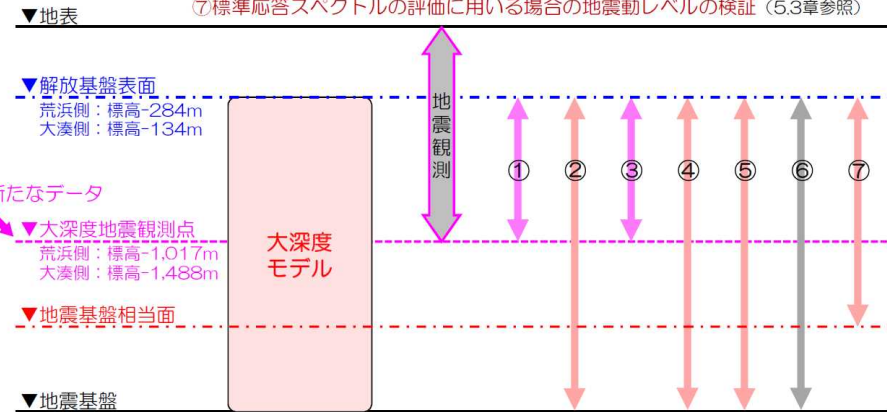 ⑦標準応答スペクトルの評価に用いる場合の地震動レベルの検証(5.3章参照)
▼地表
▼解放基盤表面
荒浜側:標高-284m
大湊側:標高-134m
地震観測
①
②
③
④
⑤
⑥
⑦
新たなデータ
▼大深度地震観測点
荒浜側:標高-1,017m
大湊側:標高-1,488m
大深度
モデル
▼地震基盤相当面
▼地震基盤